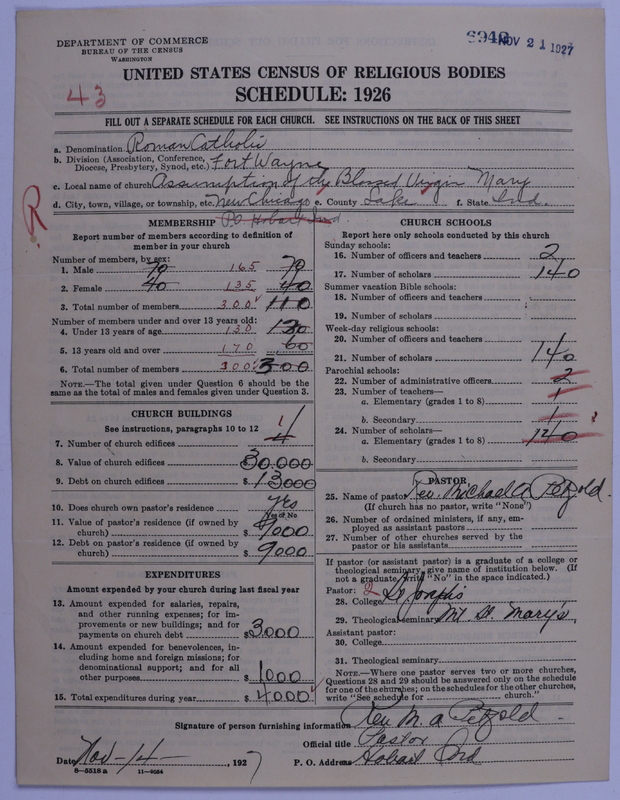 DEPARTMENT OF COMMERCE
BUREAU OF THE CENSUS
WASHINGTON
6948 NOV 21 1927
UNITED STATES CENSUS OF RELIGIOUS BODIES
SCHEDULE: 1926
43
FILL OUT A SEPARATE SCHEDULE FOR EACH CHURCH. SEE INSTRUCTIONS ON THE BACK OF THIS SHEET
a. Denomination Roman Catholic
b. Division (Association, Conference, Diocese, Presbytery, Synod, etc.) Fort Wayne
c. Local name of church Assumption of the Blessed Virgin Mary
d. City, town, village, or township, etc. New Chicago e. County Lake f. State Ind.
P.O. Hobart Ind.
R
MEMBERSHIP
Report number of members according to definition of
member in your church
Number of members, by sex:
1. Male 70 165 70
2. Female 40 135 40
3. Total number of members 300 110
Number of members under and over 13 years old:
4. Under 13 years of age 130
5. 13 years old and over 170 60
6. Total number of members 300 300
NOTE.—The total given under Question 6 should be the
same as the total of males and females given under Question 3.
CHURCH BUILDINGS
See instructions, paragraphs 10 to 12
7. Number of church edifices 1 4
8. Value of church edifices 30.000
9. Debt on church edifices $ 13000
10. Does church own pastor's residence yes
Yes or No
11. Value of pastor's residence (if owned by
church) $ 9000
12. Debt on pastor's residence (if owned by
church) $ 9000
EXPENDITURES
Amount expended by your church during last fiscal year
13. Amount expended for salaries, repairs,
and other running expenses; for im-
provements or new buildings; and for
payments on church debt $ 3000
14. Amount expended for benevolences, in-
cluding home and foreign missions; for
denominational support; and for all
other purposes $ 1000
15. Total expenditures during year $ 4000
CHURCH SCHOOLS
Report here only schools conducted by this church
Sunday schools:
16. Number of officers and teachers 2
17. Number of scholars 140
Summer vacation Bible schools:
18. Number of officers and teachers
19. Number of scholars
Week-day religious schools:
20. Number of officers and teachers
21. Number of scholars 140
Parochial schools:
22. Number of administrative officers 2
23. Number of teachers—
a. Elementary (grades 1 to 8) 1
b. Secondary 1
24. Number of scholars—
a. Elementary (grades 1 to 8) 140
?
b. Secondary
PASTOR
25. Name of pastor Rev. Michael A Petzold.
(If church has no pastor, write "None")
26. Number of ordained ministers, if any, em-
ployed as assistant pastors
27. Number of other churches served by the
pastor or his assistants
If pastor (or assistant pastor) is a graduate of a college or
theological seminary, give name of institution below. (If
not a graduate, write "No" in the space indicated.)
Pastor: 2
28. College St Josephs
29. Theological seminary Mt St. Mary's
Assistant pastor:
30. College
31. Theological seminary
NOTE.—Where one pastor serves two or more churches,
Questions 28 and 29 should be answered only on the schedule
for one of the churches; on the schedules for the other churches,
write "See schedule for church."
Signature of person furnishing information Rev. M. A Petzold
Official title Pastor
Date Nov-14-, 1927 P. O. Address Hobart Ind
8-5518a 11-9054